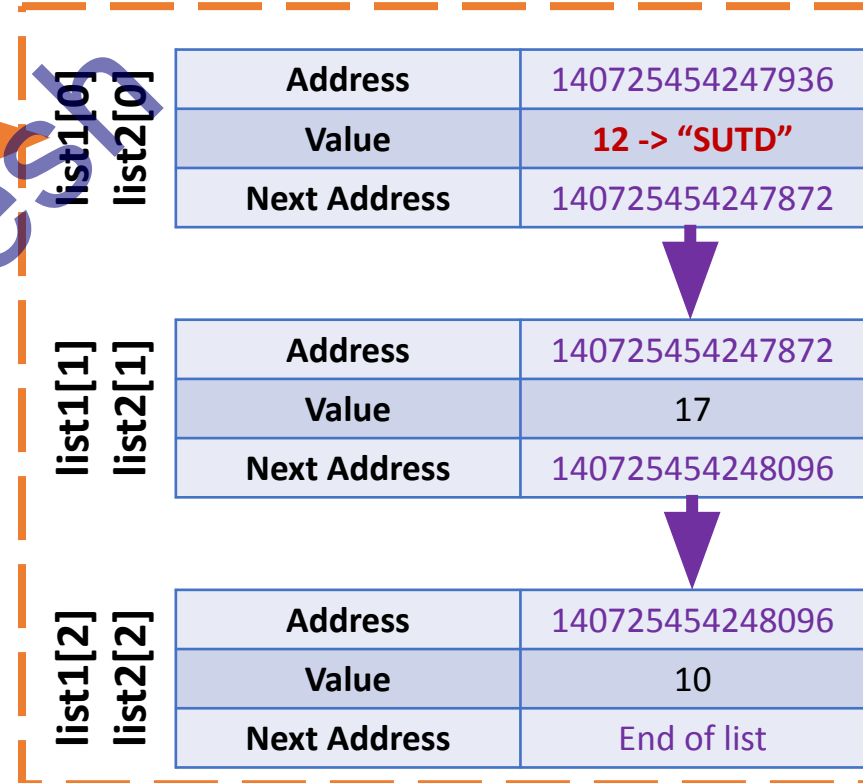 list1[0]
list2[0]
Address 140725454247936
Value 12 -> “SUTD”
Next Address 140725454247872
list1[1]
list2[1]
Address 140725454247872
Value 17
Next Address 140725454248096
list1[2]
list2[2]
Address 140725454248096
Value 10
Next Address End of list